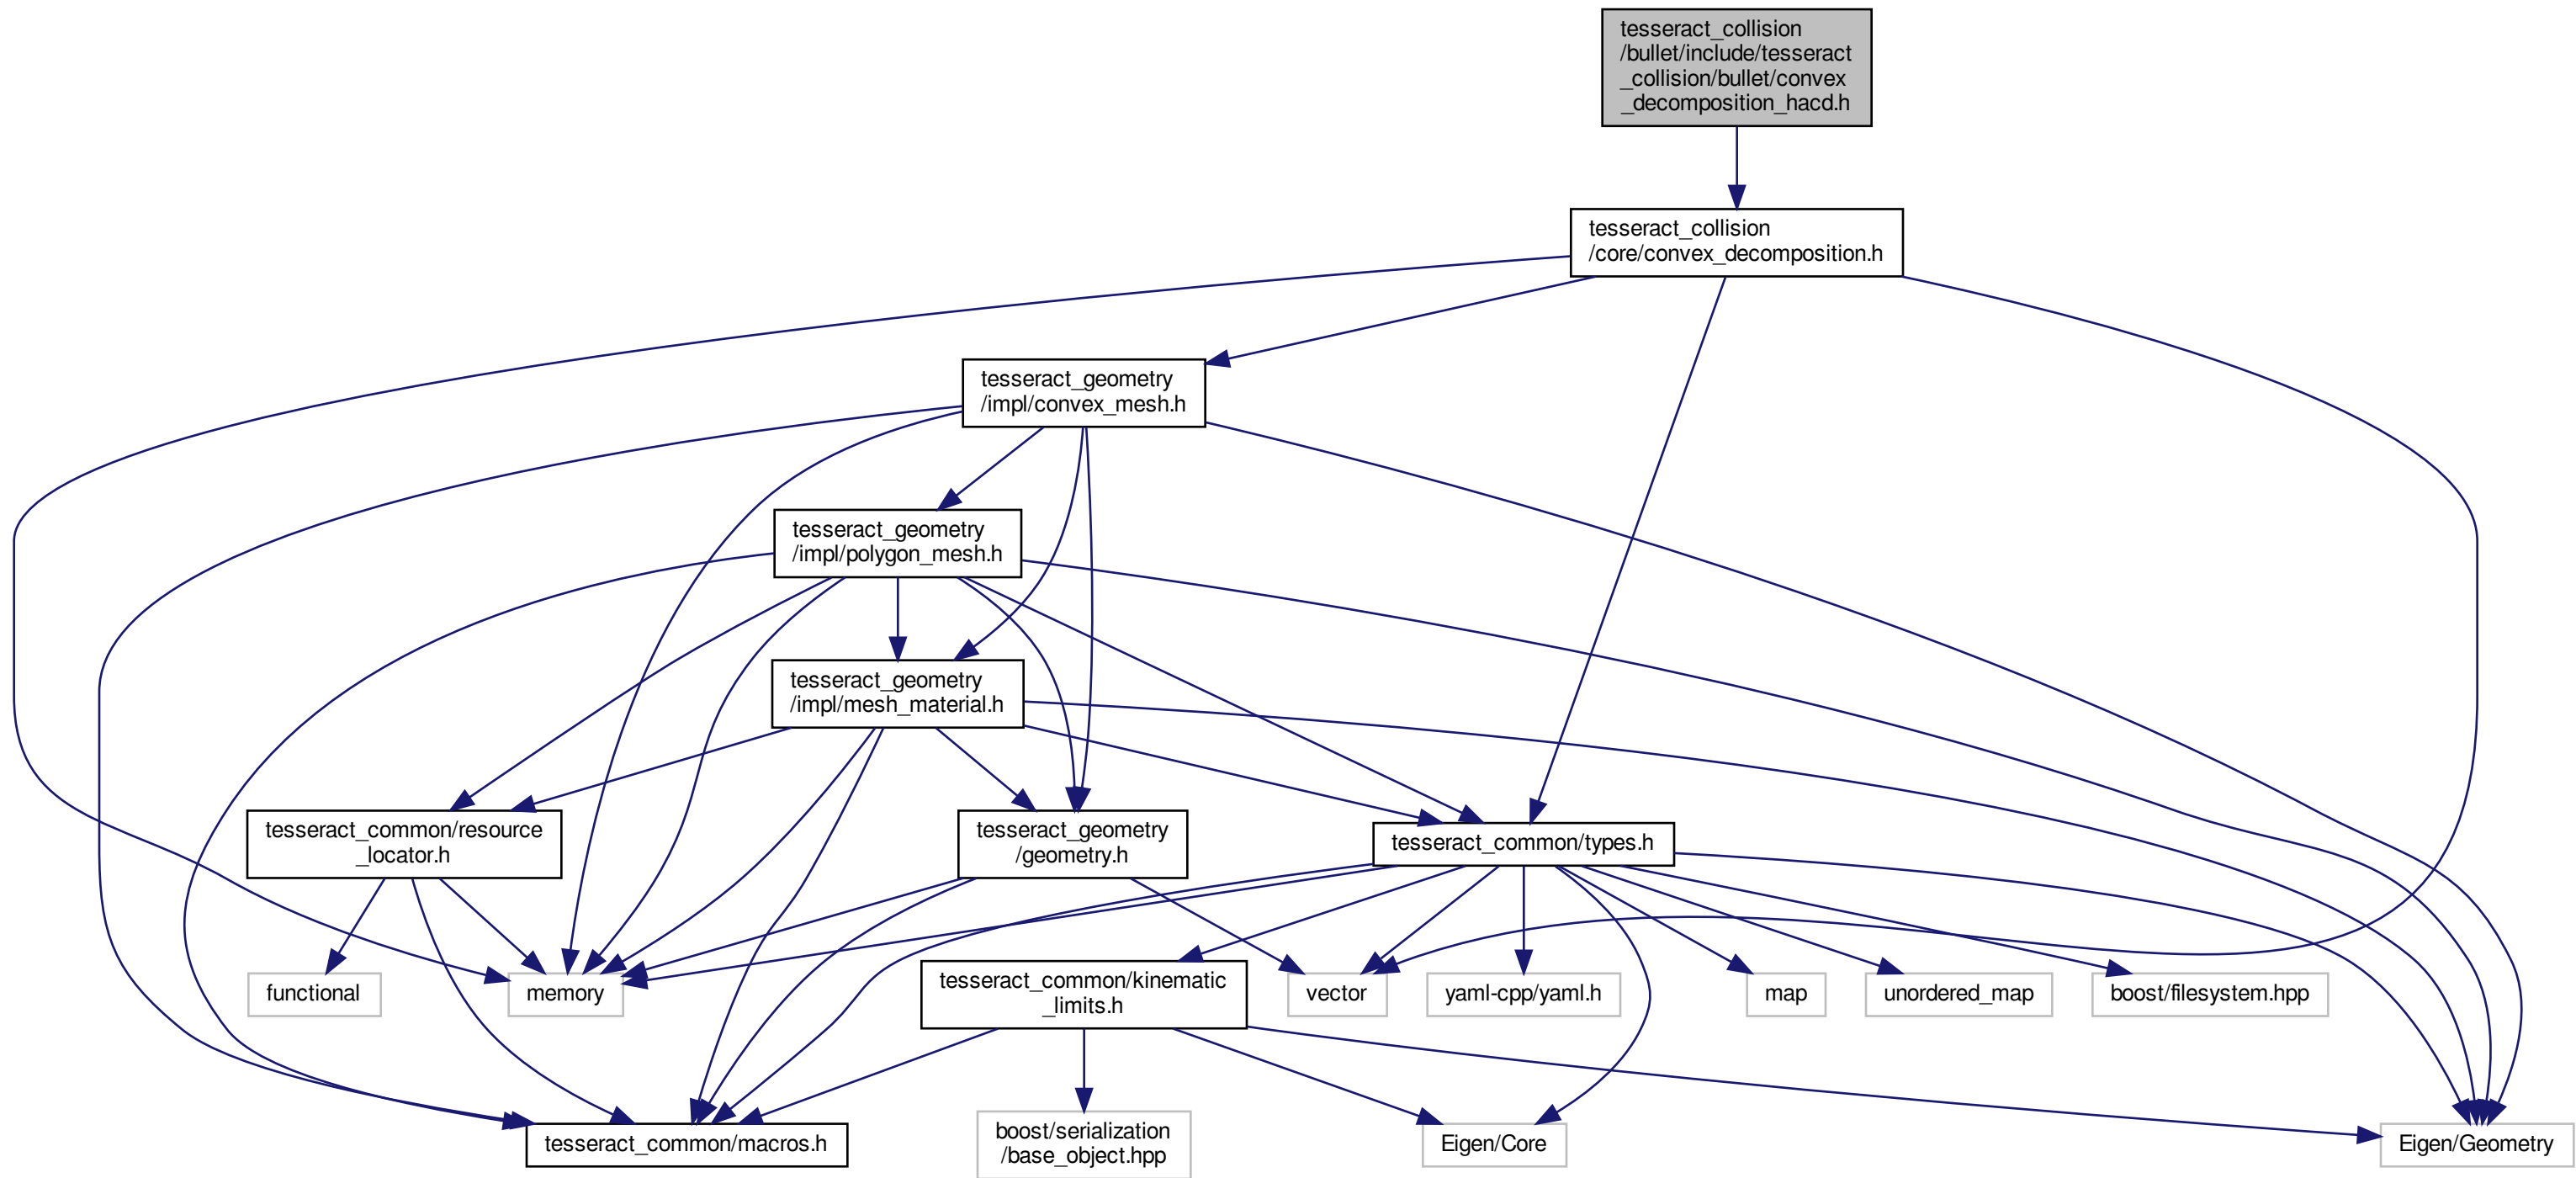 tesseract_collision
/bullet/include/tesseract
_collision/bullet/convex
_decomposition_hacd.h
tesseract_collision
/core/convex_decomposition.h
tesseract_geometry
/impl/convex_mesh.h
tesseract_geometry
/impl/polygon_mesh.h
tesseract_geometry
/impl/mesh_material.h
tesseract_common/resource
_locator.h
tesseract_geometry
/geometry.h
tesseract_common/types.h
functional
memory
tesseract_common/kinematic
_limits.h
vector
yaml-cpp/yaml.h
map
unordered_map
boost/filesystem.hpp
tesseract_common/macros.h
boost/serialization
/base_object.hpp
Eigen/Core
Eigen/Geometry